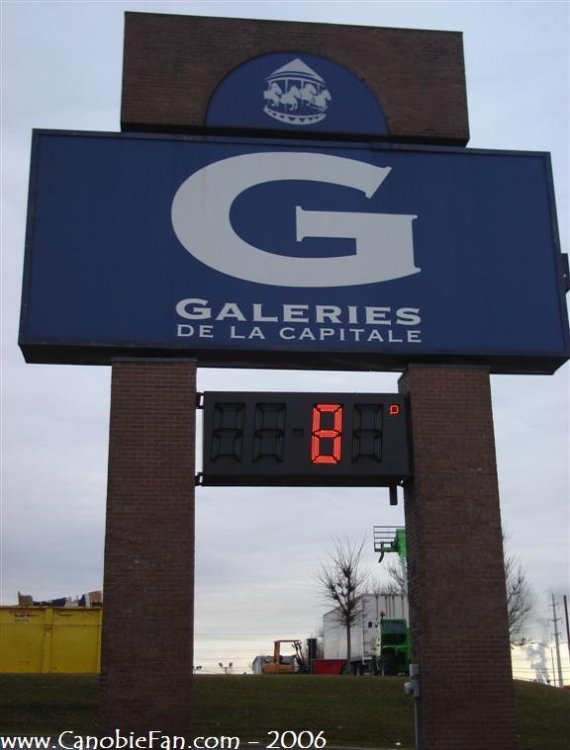 G
GALERIES
DE LA CAPITALE
8°
www.CanobieFan.com - 2006